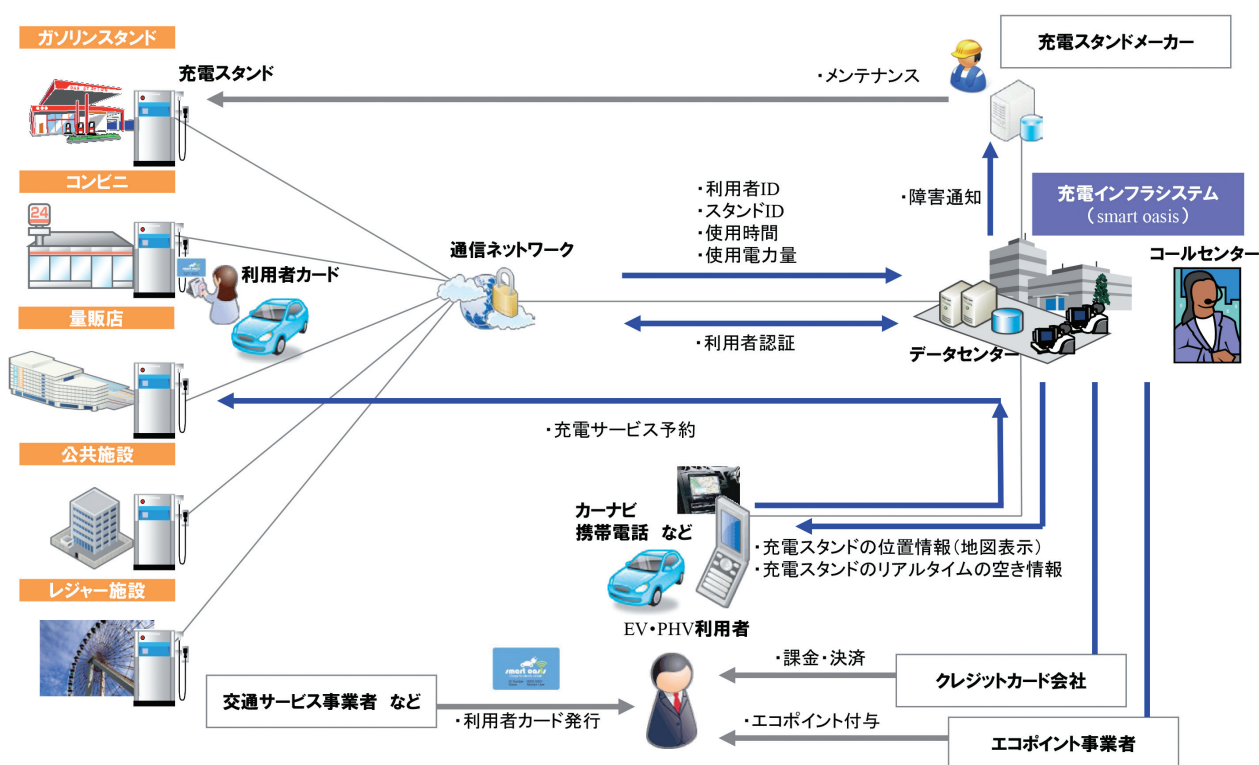 ガソリンスタンド
充電スタンド
・メンテナンス
充電スタンドメーカー
コンビニ
24
利用者カード
通信ネットワーク
・利用者ID
・スタンドID
・使用時間
・使用電力量
・障害通知
充電インフラシステム
(smart oasis)
コールセンター
・利用者認証
データセンター
量販店
・充電サービス予約
公共施設
カーナビ
携帯電話 など
・充電スタンドの位置情報(地図表示)
・充電スタンドのリアルタイムの空き情報
EV・PHV利用者
レジャー施設
smart oasis
交通サービス事業者 など
・利用者カード発行
・課金・決済
クレジットカード会社
・エコポイント付与
エコポイント事業者